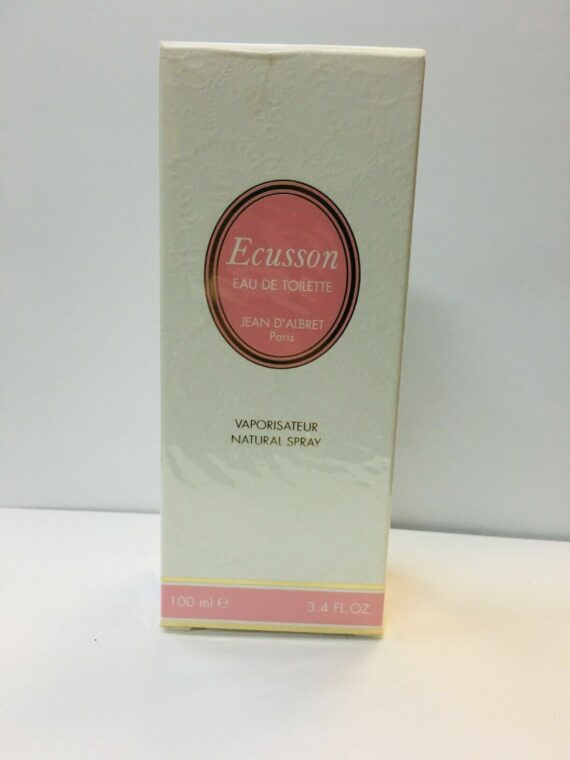 Ecusson
EAU DE TOILETTE
JEAN D'ALBRET
Paris
VAPORISATEUR
NATURAL SPRAY
100 ml ℮ 3.4 FL.OZ.